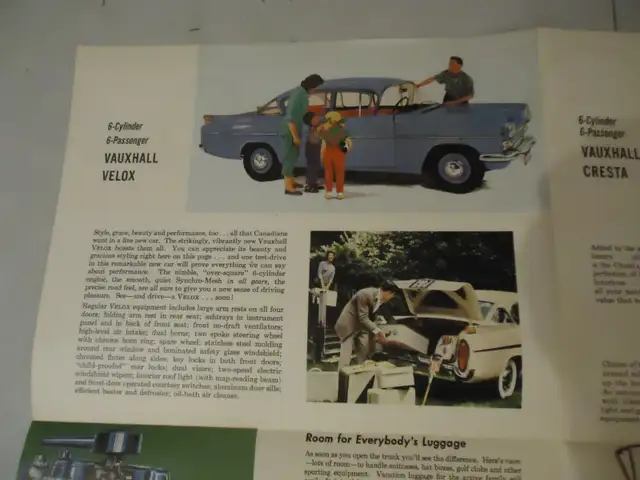 6-Cylinder
6-Passenger
VAUXHALL
VELOX
6-Cylinder
6-Passenger
VAUXHALL
CRESTA
Style, grace, beauty and performance, too . . . all that Canadians
want in a fine new car. The strikingly, vibrantly new Vauxhall
VELOX boasts them all. You can appreciate its beauty and
gracious styling right here on this page . . . and one test-drive
in this remarkable new car will prove everything we can say
about performance. The nimble, "over-square" 6-cylinder
engine, the smooth, quiet Synchro-Mesh in all gears, the
precise road feel, are all sure to give you a new sense of driving
pleasure. See—and drive—a VELOX . . . soon!
Regular VELOX equipment includes large arm rests on all four
doors; folding arm rest in rear seat; ashtrays in instrument
panel and in back of front seat; front no-draft ventilators;
high-level air intake; dual horns; two spoke steering wheel
with chrome horn ring; spare wheel; stainless steel molding
around rear window and laminated safety glass windshield;
chromed flutes along sides; key locks in both front doors;
"child-proofed" rear locks; dual visors; two-speed electric
windshield wipers; interior roof light (with map-reading beam)
and front-door operated courtesy switches; aluminum door sills;
efficient heater and defroster; oil-bath air cleaner.
Added to the
luxury
the
performance
luxurious
all your
value that
Room for Everybody's Luggage
As soon as you open the trunk you'll see the difference. Here's room
—lots of room—to handle suitcases, hat boxes, golf clubs and other
sporting equipment. Vacation luggage for the active family will